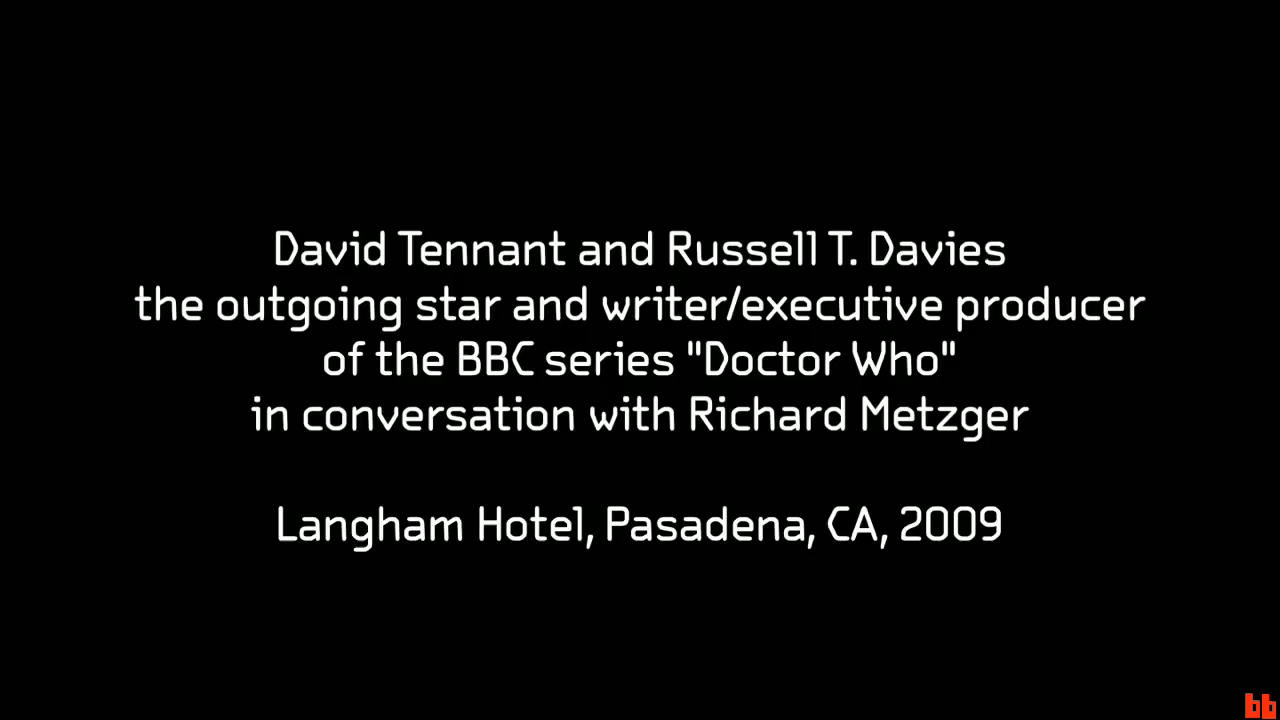 David Tennant and Russell T. Davies
the outgoing star and writer/executive producer
of the BBC series "Doctor Who"
in conversation with Richard Metzger
Langham Hotel, Pasadena, CA, 2009
bb